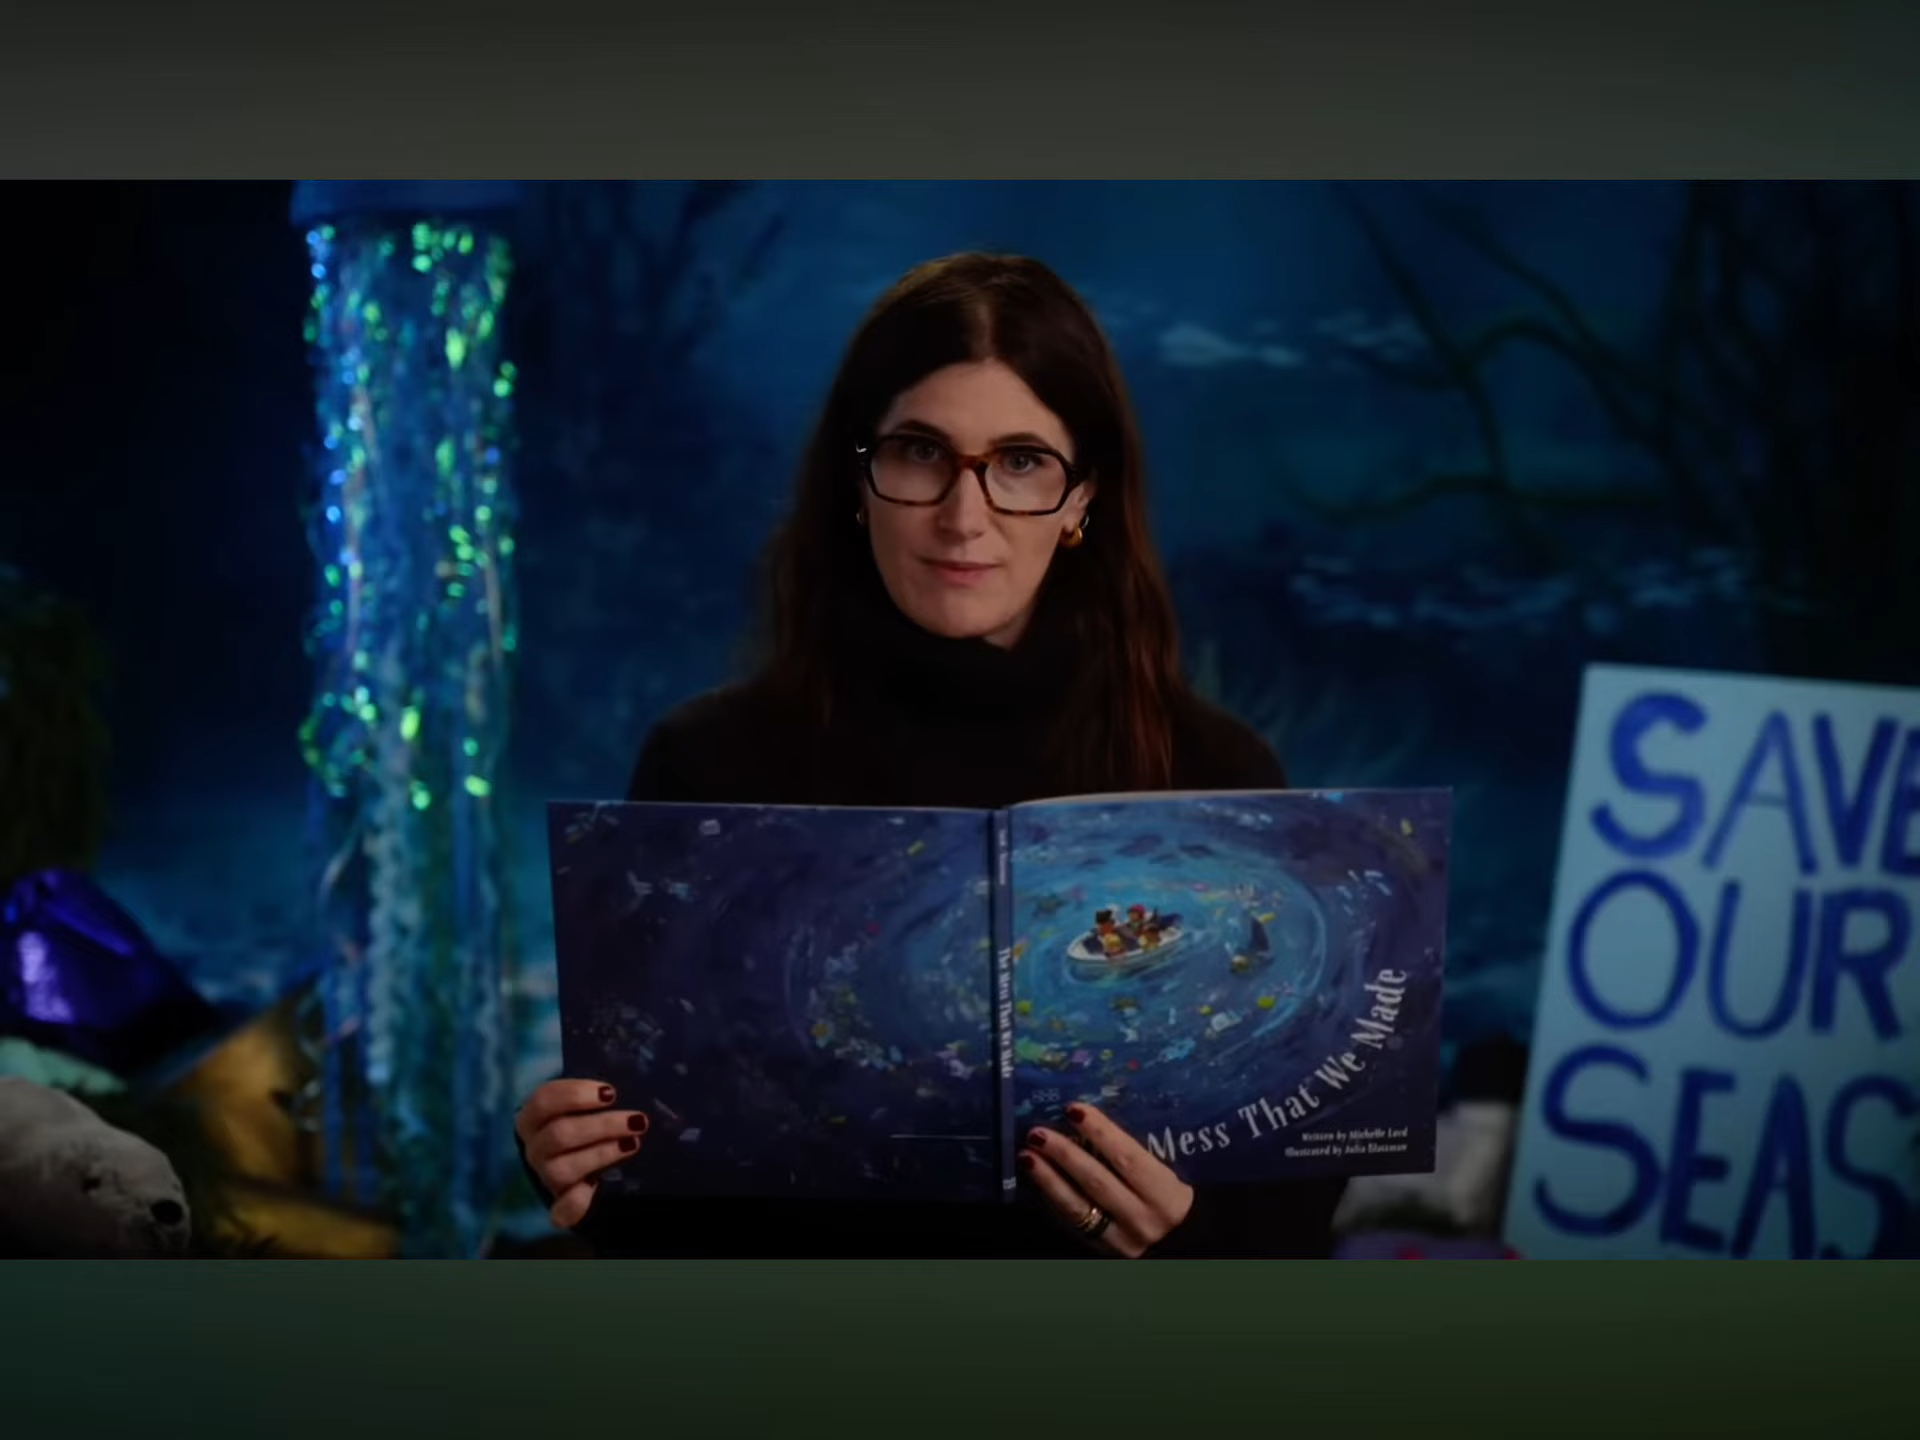 The Mess That We Made
Mess That We Made
Written by Michelle Lord
Illustrated by Julia Blattman
SAVE
OUR
SEAS